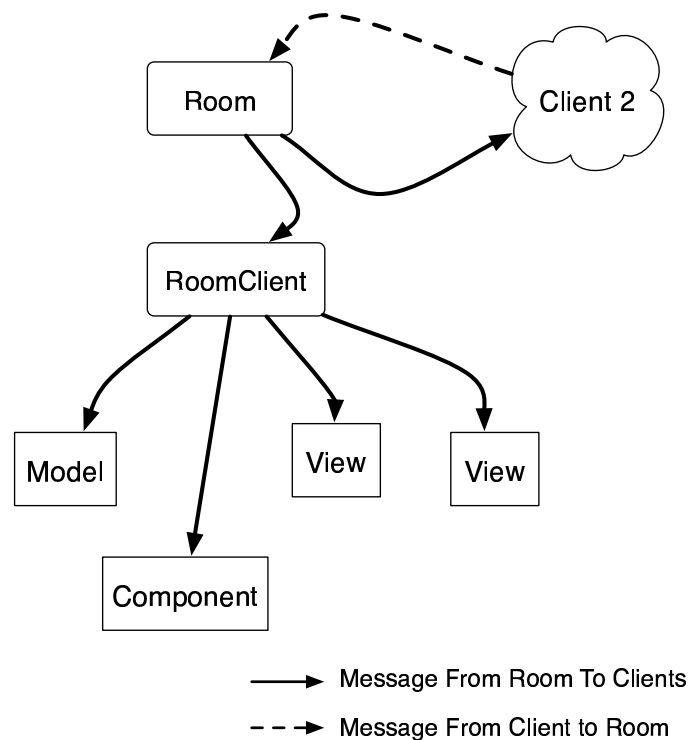 Room
Client 2
RoomClient
Model
View
View
Component
Message From Room To Clients
Message From Client to Room